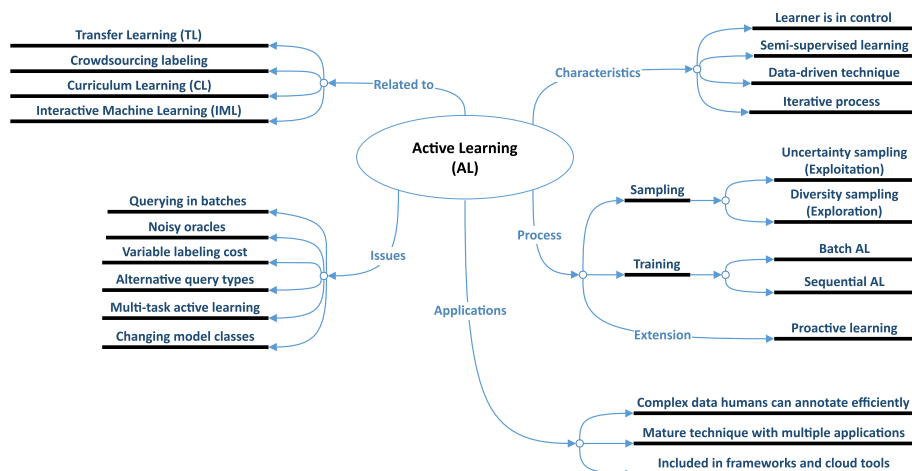 Active Learning
(AL)
Related to
Transfer Learning (TL)
Crowdsourcing labeling
Curriculum Learning (CL)
Interactive Machine Learning (IML)
Characteristics
Learner is in control
Semi-supervised learning
Data-driven technique
Iterative process
Issues
Querying in batches
Noisy oracles
Variable labeling cost
Alternative query types
Multi-task active learning
Changing model classes
Process
Sampling
Uncertainty sampling
(Exploitation)
Diversity sampling
(Exploration)
Training
Batch AL
Sequential AL
Extension
Proactive learning
Applications
Complex data humans can annotate efficiently
Mature technique with multiple applications
Included in frameworks and cloud tools